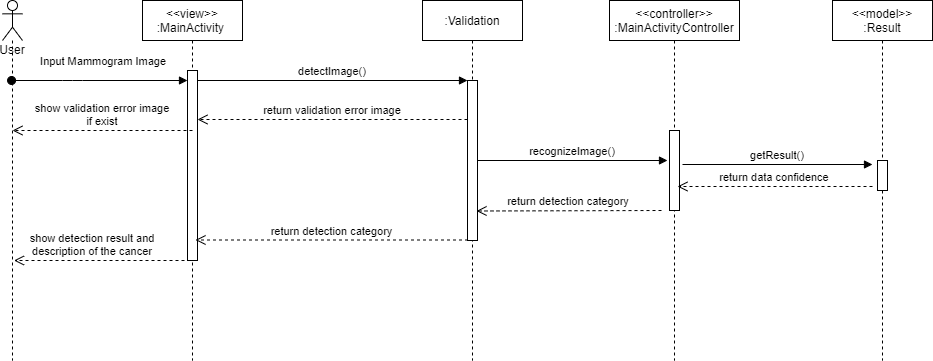 <<view>>
:MainActivity
:Validation
<<controller>>
:MainActivityController
<<model>>
:Result
User
Input Mammogram Image
detectImage()
show validation error image
if exist
return validation error image
recognizeImage()
getResult()
return data confidence
return detection category
return detection category
show detection result and
description of the cancer